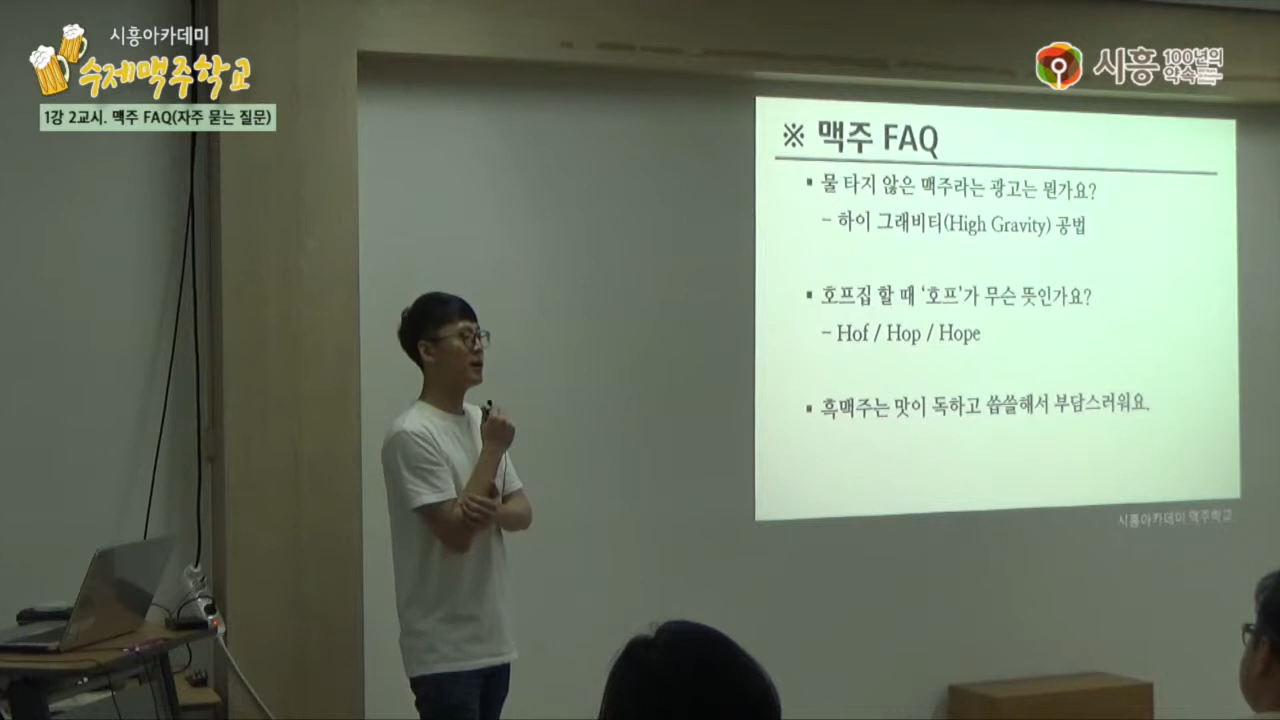 시흥아카데미
수제맥주학교
1강 2교시. 맥주 FAQ(자주 묻는 질문)
시흥 100년의
약속
※ 맥주 FAQ
▪ 물 타지 않은 맥주라는 광고는 뭔가요?
– 하이 그래비티(High Gravity) 공법
▪ 호프집 할 때 '호프'가 무슨 뜻인가요?
– Hof / Hop / Hope
▪ 흑맥주는 맛이 독하고 씁쓸해서 부담스러워요.
시흥아카데미 맥주학교